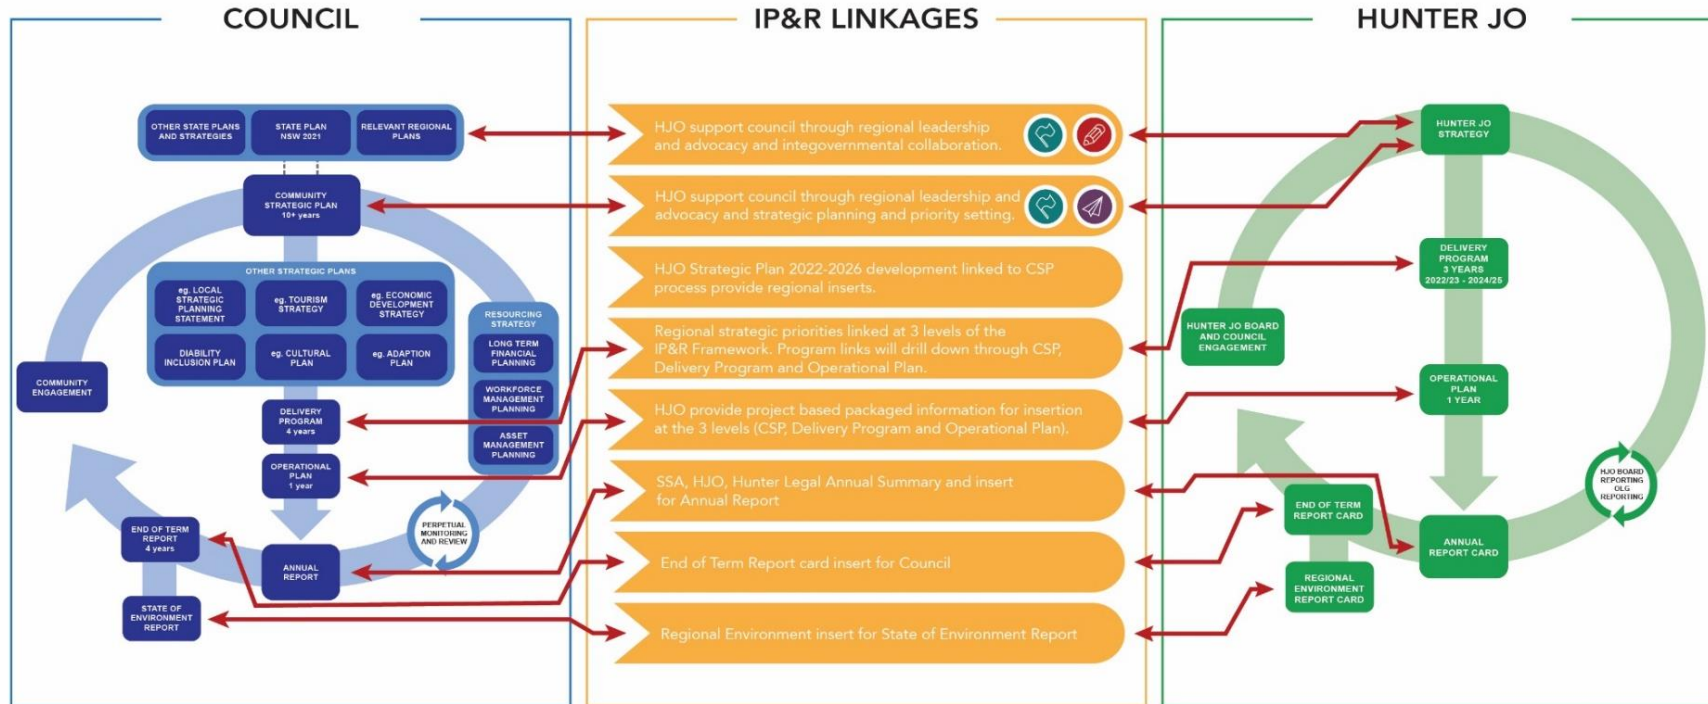 COUNCIL
OTHER STATE PLANS
AND STRATEGIES
STATE PLAN
NSW 2021
RELEVANT REGIONAL
PLANS
COMMUNITY
STRATEGIC PLAN
10+ years
OTHER STRATEGIC PLANS
eg. LOCAL
STRATEGIC
PLANNING
STATEMENT
eg. TOURISM
STRATEGY
eg. ECONOMIC
DEVELOPMENT
STRATEGY
DIABILITY
INCLUSION PLAN
eg. CULTURAL
PLAN
eg. ADAPTION
PLAN
RESOURCING
STRATEGY
LONG TERM
FINANCIAL
PLANNING
WORKFORCE
MANAGEMENT
PLANNING
ASSET
MANAGEMENT
PLANNING
COMMUNITY
ENGAGEMENT
DELIVERY
PROGRAM
4 years
OPERATIONAL
PLAN
1 year
PERPETUAL
MONITORING
AND REVIEW
END OF TERM
REPORT
4 years
ANNUAL
REPORT
STATE OF
ENVIRONMENT
REPORT
IP&R LINKAGES
HJO support council through regional leadership
and advocacy and integovernmental collaboration.
HJO support council through regional leadership and
advocacy and strategic planning and priority setting.
HJO Strategic Plan 2022-2026 development linked to CSP
process provide regional inserts.
Regional strategic priorities linked at 3 levels of the
IP&R Framework. Program links will drill down through CSP,
Delivery Program and Operational Plan.
HJO provide project based packaged information for insertion
at the 3 levels (CSP, Delivery Program and Operational Plan).
SSA, HJO, Hunter Legal Annual Summary and insert
for Annual Report
End of Term Report card insert for Council
Regional Environment insert for State of Environment Report
HUNTER JO
HUNTER JO
STRATEGY
DELIVERY
PROGRAM
3 YEARS
2022/23 - 2024/25
HUNTER JO BOARD
AND COUNCIL
ENGAGEMENT
OPERATIONAL
PLAN
1 YEAR
HJO BOARD
REPORTING
OLG
REPORTING
END OF TERM
REPORT CARD
ANNUAL
REPORT CARD
REGIONAL
ENVIRONMENT
REPORT CARD